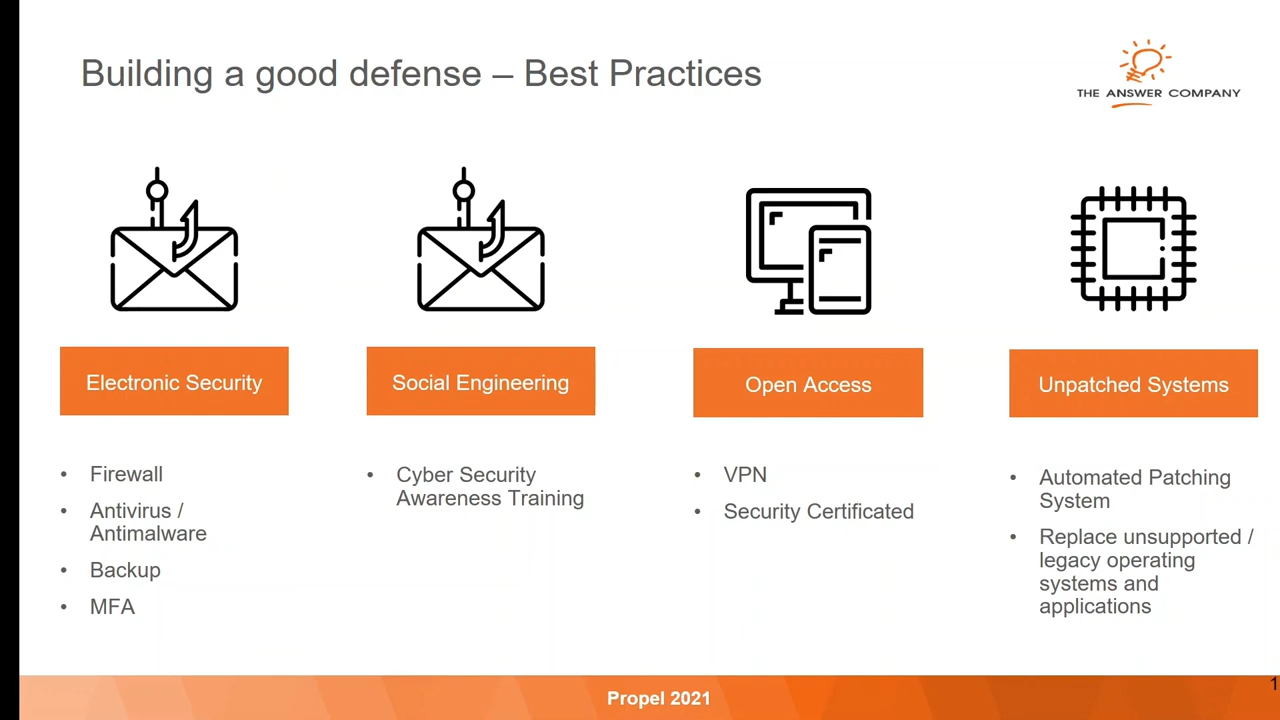 Building a good defense – Best Practices
THE ANSWER COMPANY
Electronic Security
• Firewall
• Antivirus /
Antimalware
• Backup
• MFA
Social Engineering
• Cyber Security
Awareness Training
Open Access
• VPN
• Security Certificated
Unpatched Systems
• Automated Patching
System
• Replace unsupported /
legacy operating
systems and
applications
Propel 2021
1